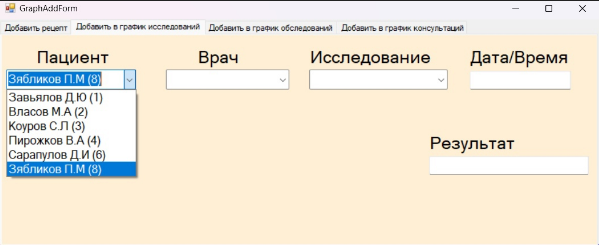 GraphAddForm
Добавить рецепт Добавить в график исследований Добавить в график обследований Добавить в график консультаций
Пациент Врач Исследование Дата/Время
Зябликов П.М (8)
Завьялов Д.Ю (1)
Власов М.А (2)
Коуров С.Л (3)
Пирожков В.А (4)
Сарапулов Д.И (6)
Зябликов П.М (8)
Результат